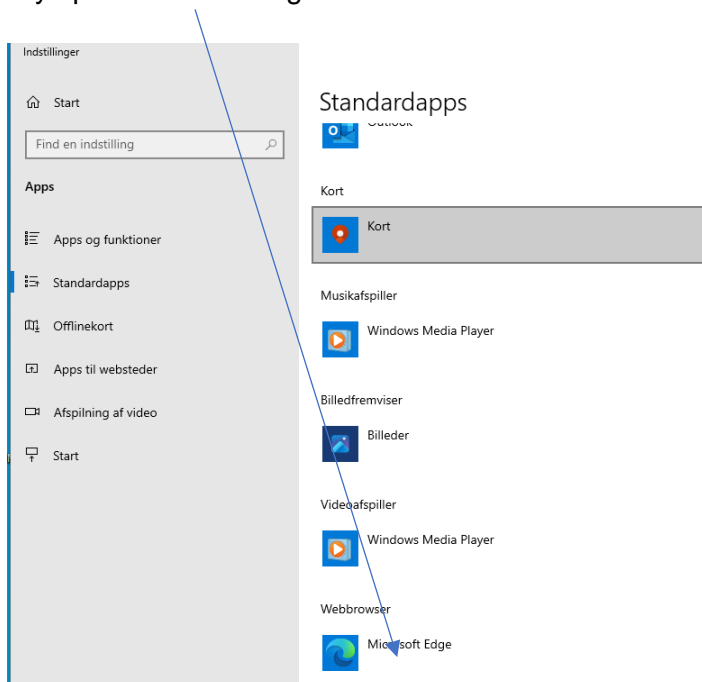 Indstillinger
Start
Find en indstilling
Apps
Apps og funktioner
Standardapps
Offlinekort
Apps til websteder
Afspilning af video
Start
Standardapps
Outlook
Kort
Kort
Musikafspiller
Windows Media Player
Billedfremviser
Billeder
Videoafspiller
Windows Media Player
Webbrowser
Microsoft Edge